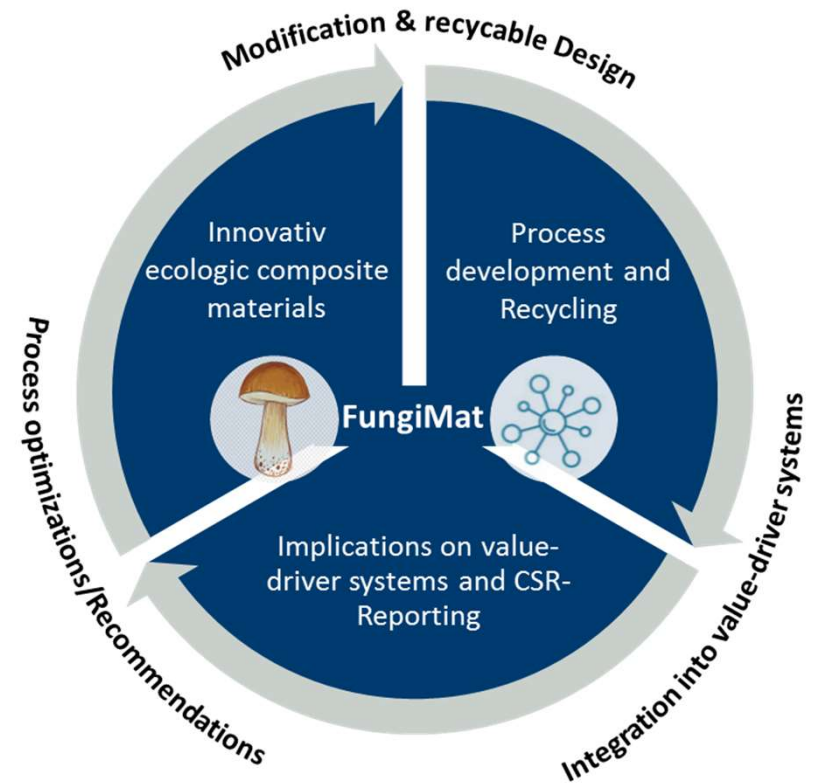 Modification & recycable Design
Innovativ
ecologic composite
materials
Process
development and
Recycling
FungiMat
Implications on value-
driver systems and CSR-
Reporting
Process optimizations/Recommendations
Integration into value-driver systems